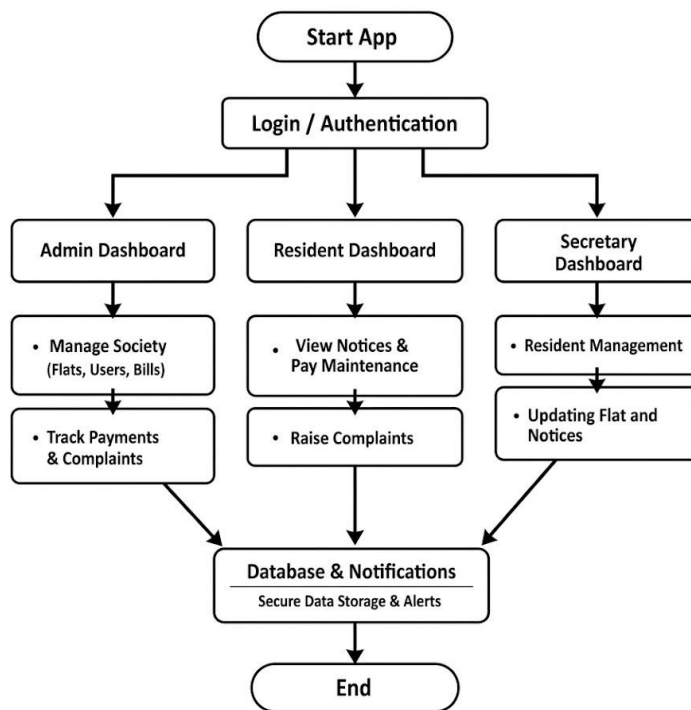 Start App
Login / Authentication
Admin Dashboard
Resident Dashboard
Secretary
Dashboard
• Manage Society
(Flats, Users, Bills)
• View Notices &
Pay Maintenance
• Resident Management
• Track Payments
& Complaints
• Raise Complaints
• Updating Flat and
Notices
Database & Notifications
Secure Data Storage & Alerts
End